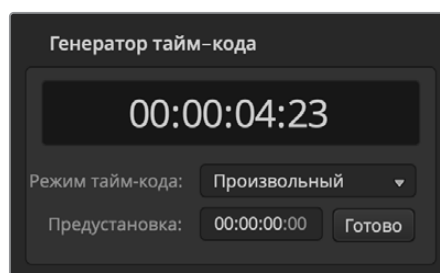 Генератор тайм-кода
00:00:04:23
Режим тайм-кода: Произвольный
Предустановка: 00:00:00:00 Готово